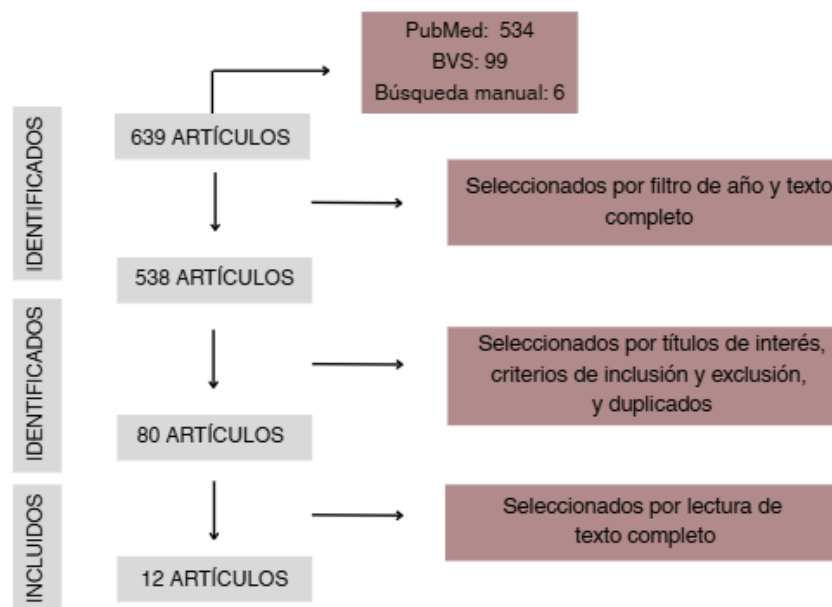 PubMed: 534
BVS: 99
Búsqueda manual: 6
IDENTIFICADOS
639 ARTÍCULOS
Seleccionados por filtro de año y texto
completo
538 ARTÍCULOS
IDENTIFICADOS
Seleccionados por títulos de interés,
criterios de inclusión y exclusión,
y duplicados
80 ARTÍCULOS
INCLUIDOS
Seleccionados por lectura de
texto completo
12 ARTÍCULOS